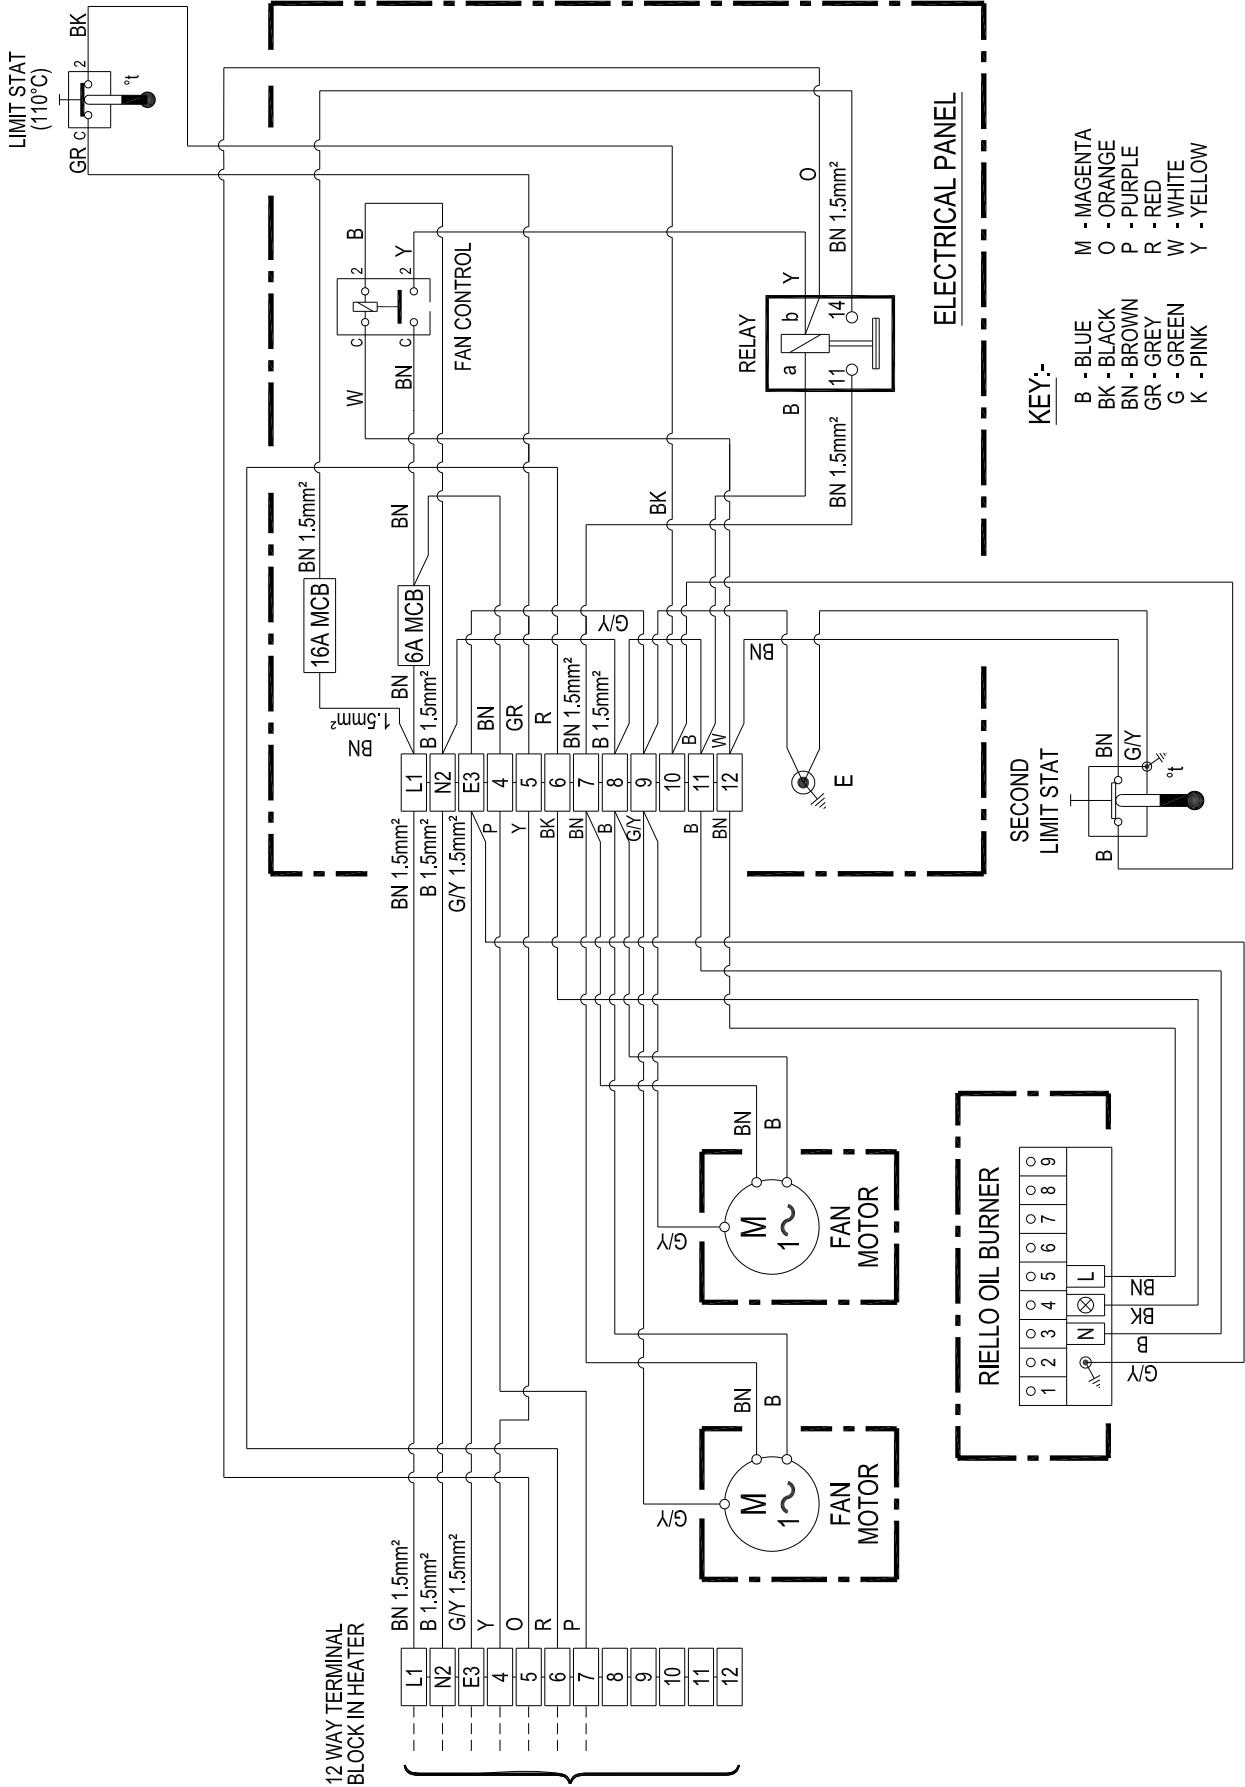 LIMIT STAT
(110°C)
GR
C
2
BK
°t
B
Y
2
2
C
C
W
BN
FAN CONTROL
O
BN 1.5mm²
Y
RELAY
b
14
a
11
B
BN 1.5mm²
ELECTRICAL PANEL
KEY:-
B - BLUE
BK - BLACK
BN - BROWN
GR - GREY
G - GREEN
K - PINK
M - MAGENTA
O - ORANGE
P - PURPLE
R - RED
W - WHITE
Y - YELLOW
BN 1.5mm²
16A MCB
BN
1.5mm²
BN
6A MCB
BN
BK
G/Y
BN
B 1.5mm²
BN
GR
R
BN 1.5mm²
B 1.5mm²
B
W
L1
N2
E3
4
5
6
7
8
9
10
11
12
E
BN 1.5mm²
B 1.5mm²
G/Y 1.5mm²
P
Y
BK
BN
B
G/Y
B
BN
SECOND
LIMIT STAT
B
BN
G/Y
°t
BN
B
G/Y
M
1
FAN
MOTOR
BN
B
G/Y
M
1
FAN
MOTOR
RIELLO OIL BURNER
1
2
3
4
5
6
7
8
9
N
L
G/Y
B
BK
BN
12 WAY TERMINAL
BLOCK IN HEATER
BN 1.5mm²
B 1.5mm²
G/Y 1.5mm²
Y
O
R
P
L1
N2
E3
4
5
6
7
8
9
10
11
12